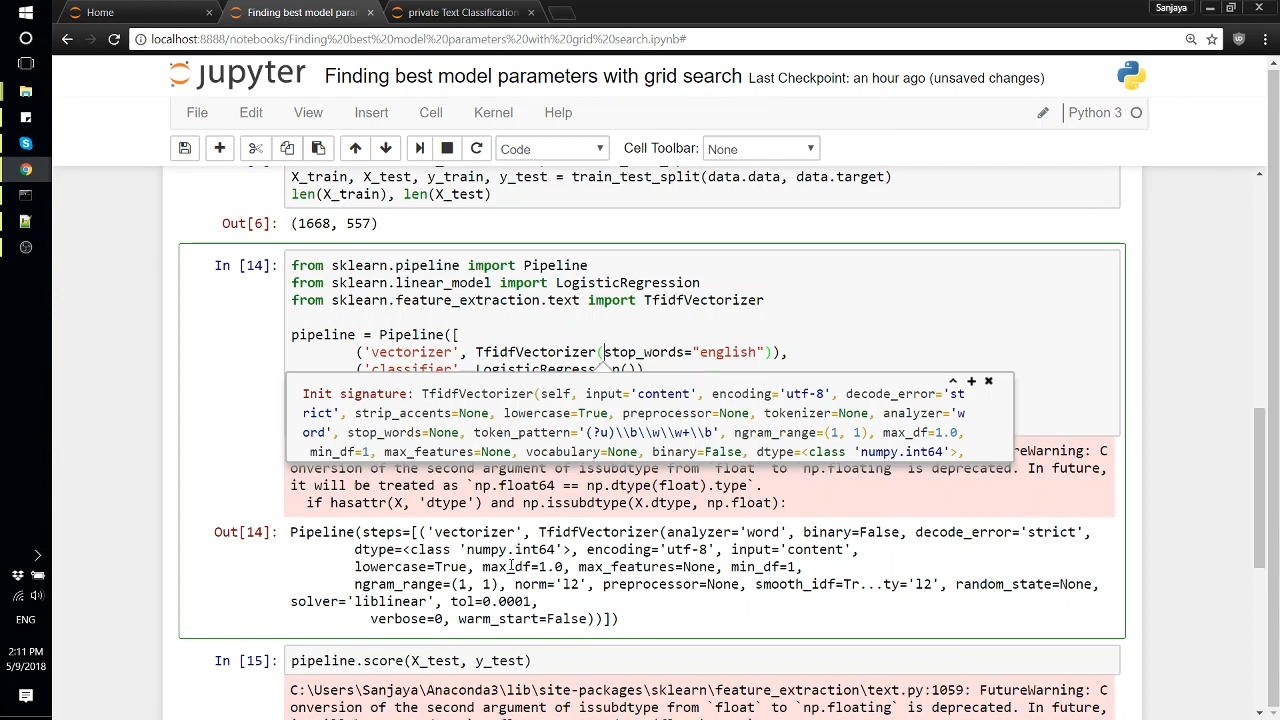 Home
Finding best model para
private Text Classification
Sanjaya
localhost:8888/notebooks/Finding%20best%20model%20parameters%20with%20grid%20search.ipynb#
jupyter Finding best model parameters with grid search Last Checkpoint: an hour ago (unsaved changes)
File Edit View Insert Cell Kernel Help Python 3
Code Cell Toolbar: None
X_train, X_test, y_train, y_test = train_test_split(data.data, data.target)
len(X_train), len(X_test)
Out[6]: (1668, 557)
In [14]: from sklearn.pipeline import Pipeline
from sklearn.linear_model import LogisticRegression
from sklearn.feature_extraction.text import TfidfVectorizer
pipeline = Pipeline([
('vectorizer', TfidfVectorizer(stop_words="english")),
('classifier', LogisticRegression())
Init signature: TfidfVectorizer(self, input='content', encoding='utf-8', decode_error='st
rict', strip_accents=None, lowercase=True, preprocessor=None, tokenizer=None, analyzer='w
ord', stop_words=None, token_pattern='(?u)\\b\\w\\w+\\b', ngram_range=(1, 1), max_df=1.0,
min_df=1, max_features=None, vocabulary=None, binary=False, dtype=<class 'numpy.int64'>,
FutureWarning: C
onversion of the second argument of issubdtype from `float` to `np.floating` is deprecated. In future,
it will be treated as `np.float64 == np.dtype(float).type`.
if hasattr(X, 'dtype') and np.issubdtype(X.dtype, np.float):
Out[14]: Pipeline(steps=[('vectorizer', TfidfVectorizer(analyzer='word', binary=False, decode_error='strict',
dtype=<class 'numpy.int64'>, encoding='utf-8', input='content',
lowercase=True, max_df=1.0, max_features=None, min_df=1,
ngram_range=(1, 1), norm='l2', preprocessor=None, smooth_idf=Tr...ty='l2', random_state=None,
solver='liblinear', tol=0.0001,
verbose=0, warm_start=False))])
In [15]: pipeline.score(X_test, y_test)
C:\Users\Sanjaya\Anaconda3\lib\site-packages\sklearn\feature_extraction\text.py:1059: FutureWarning: C
onversion of the second argument of issubdtype from `float` to `np.floating` is deprecated. In future,
ENG
2:11 PM
5/9/2018